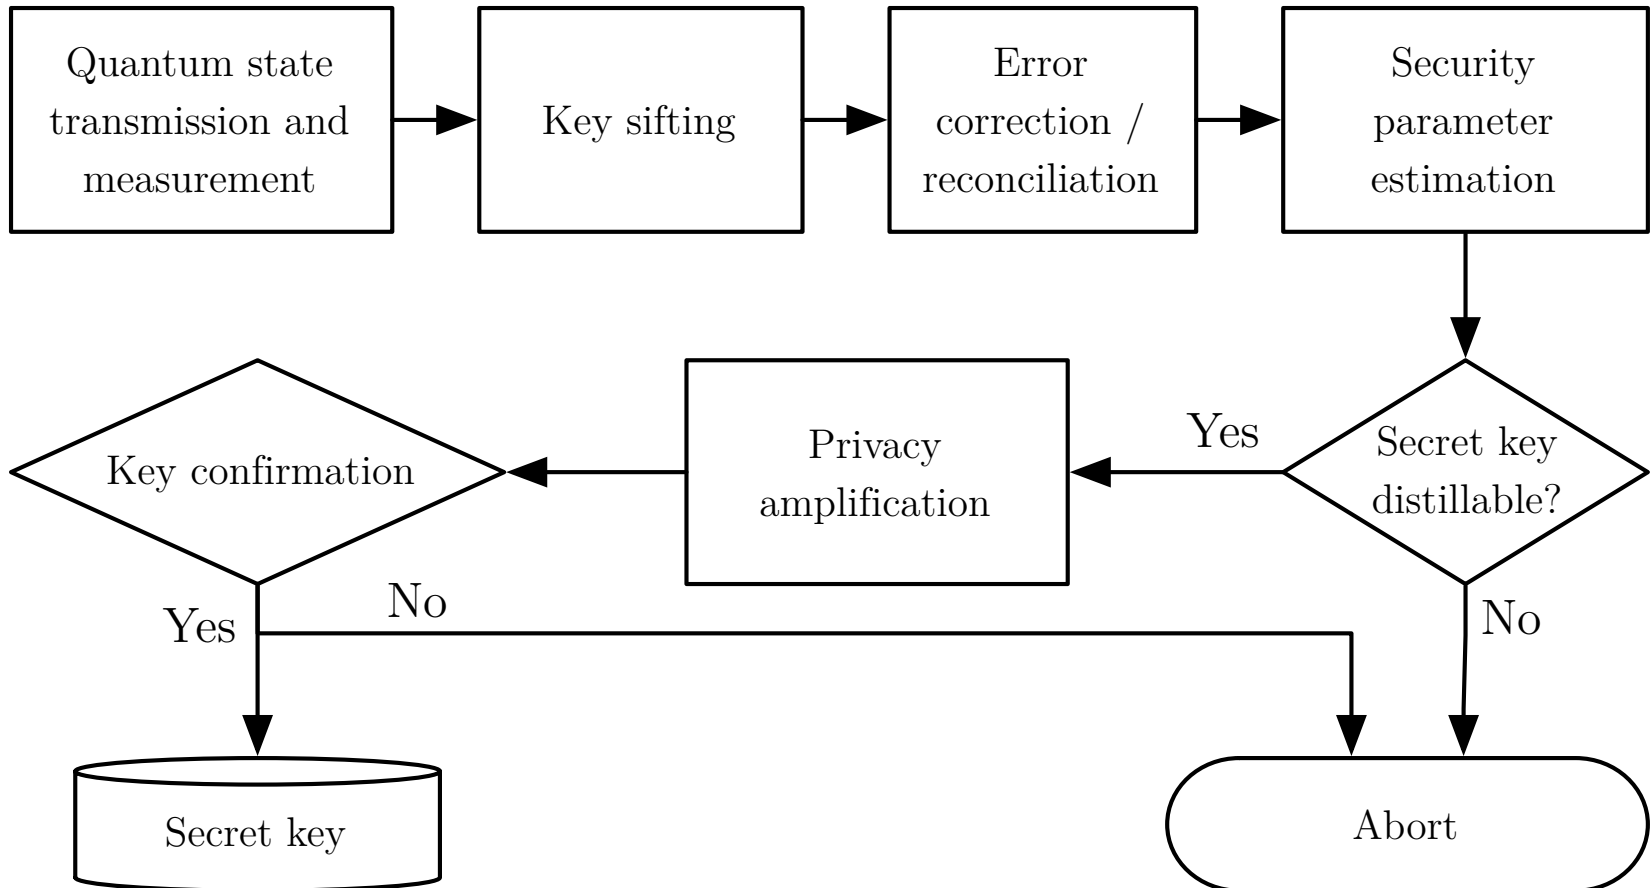 Quantum state
transmission and
measurement
Key sifting
Error
correction /
reconciliation
Security
parameter
estimation
Secret key
distillable?
Yes
No
Privacy
amplification
Key confirmation
Yes
No
Secret key
Abort